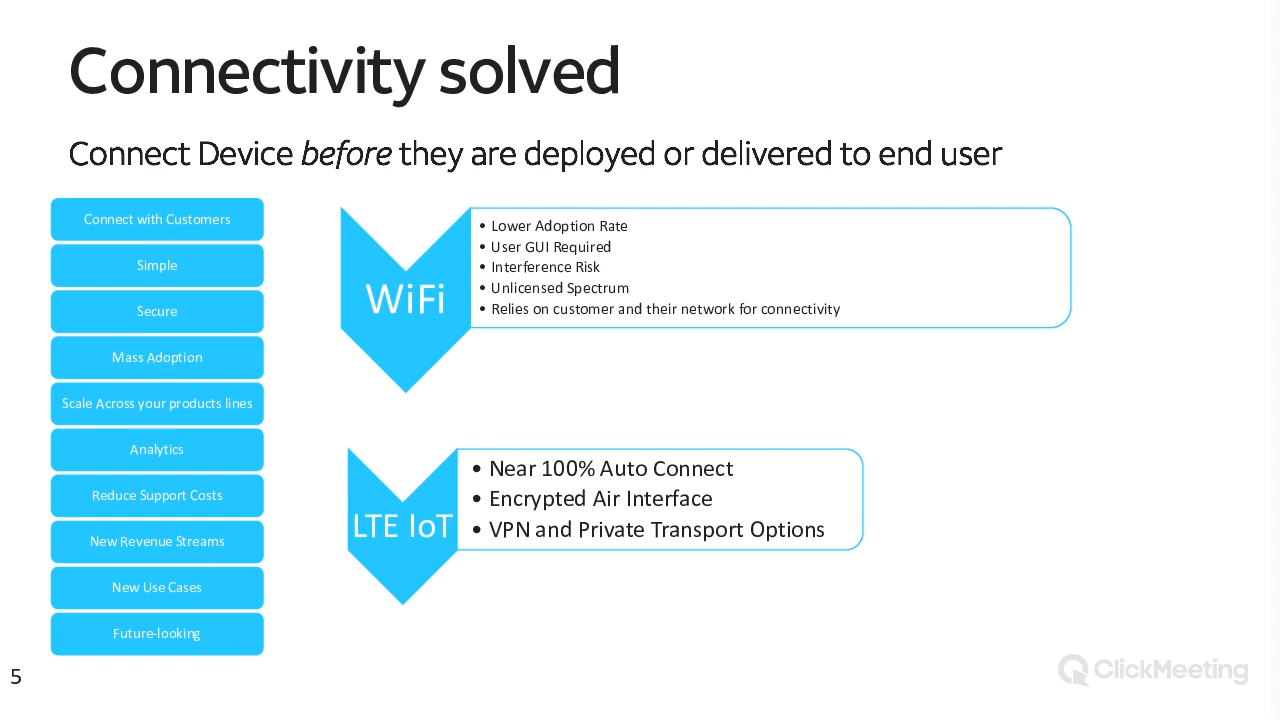 Connectivity solved
Connect Device before they are deployed or delivered to end user
Connect with Customers
Simple
Secure
Mass Adoption
Scale Across your products lines
Analytics
Reduce Support Costs
New Revenue Streams
New Use Cases
Future-looking
WiFi
• Lower Adoption Rate
• User GUI Required
• Interference Risk
• Unlicensed Spectrum
• Relies on customer and their network for connectivity
LTE IoT
• Near 100% Auto Connect
• Encrypted Air Interface
• VPN and Private Transport Options
5
ClickMeeting